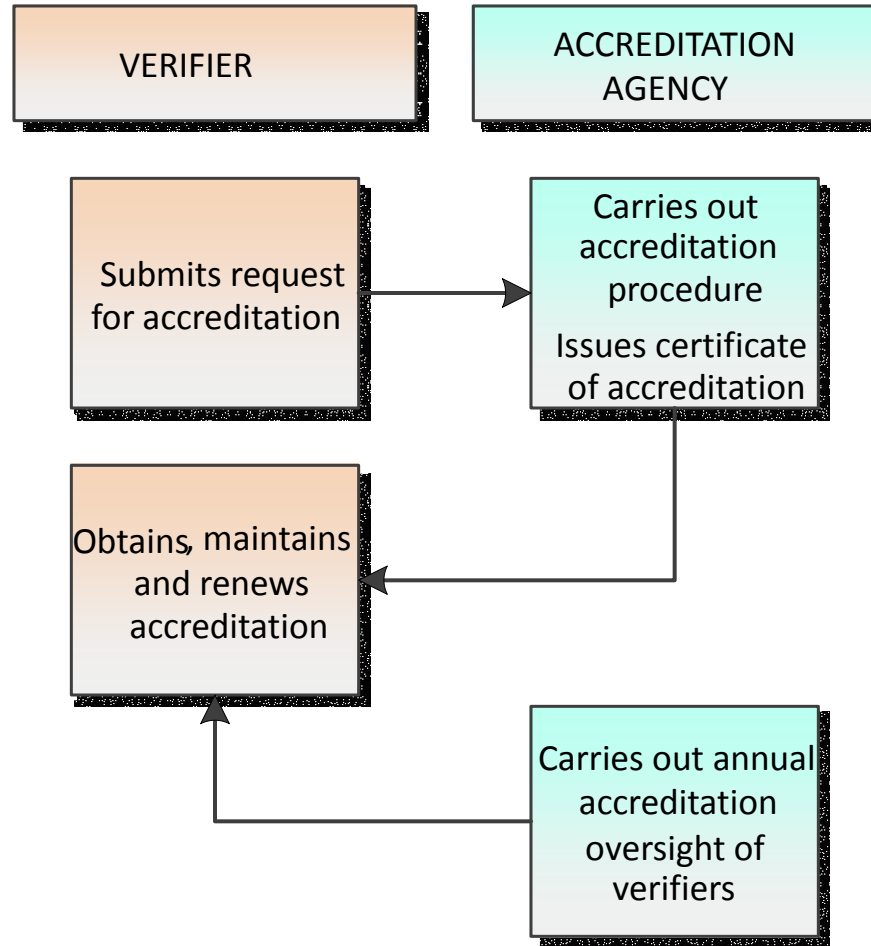 VERIFIER
ACCREDITATION
AGENCY
Submits request
for accreditation
Carries out
accreditation
procedure
Issues certificate
of accreditation
Obtains, maintains
and renews
accreditation
Carries out annual
accreditation
oversight of
verifiers